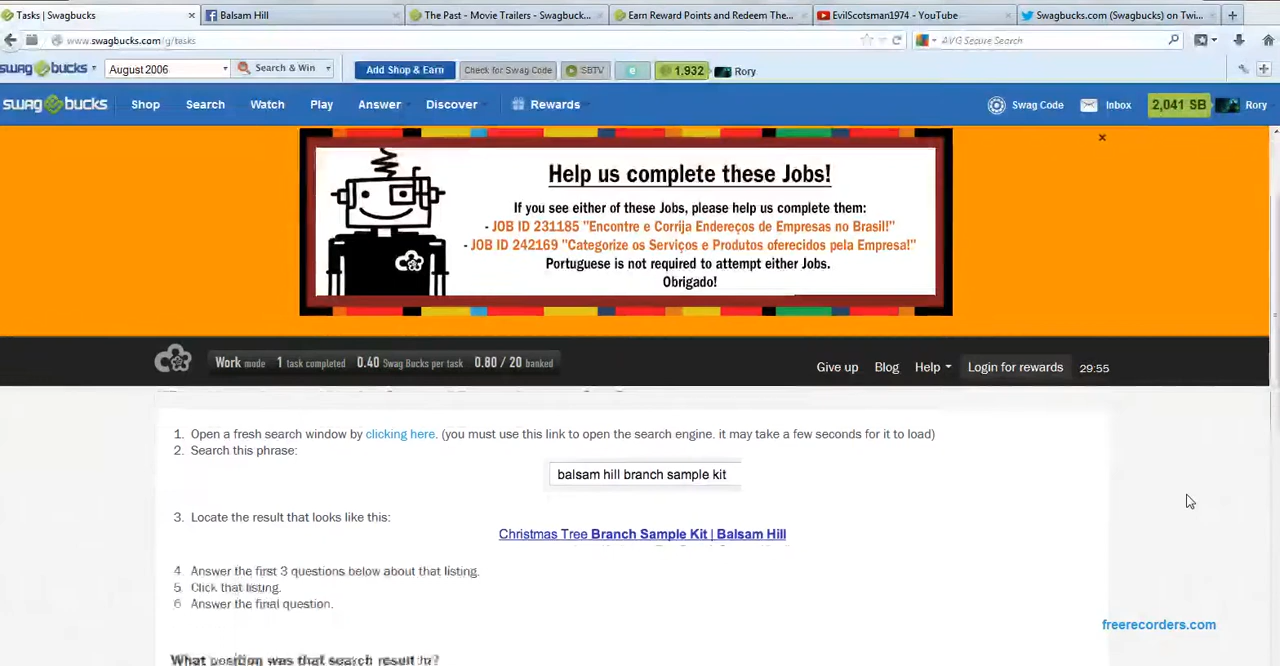 Tasks | Swagbucks × Balsam Hill × The Past - Movie Trailers - Swagbuck... × Earn Reward Points and Redeem The... × EvilScotsman1974 - YouTube × Swagbucks.com (Swagbucks) on Twi... × +
www.swagbucks.com/g/tasks AVG Secure Search
swag bucks August 2006 Search & Win Add Shop & Earn Check for Swag Code SBTV 1,932 Rory
swag bucks Shop Search Watch Play Answer Discover Rewards Swag Code Inbox 2,041 SB Rory
Help us complete these Jobs!
If you see either of these Jobs, please help us complete them:
- JOB ID 231185 "Encontre e Corrija Endereços de Empresas no Brasil!"
- JOB ID 242169 "Categorize os Serviços e Produtos oferecidos pela Empresa!"
Portuguese is not required to attempt either Jobs.
Obrigado!
Work mode 1 task completed 0.40 Swag Bucks per task 0.80 / 20 banked Give up Blog Help Login for rewards 29:55
1. Open a fresh search window by clicking here. (you must use this link to open the search engine. it may take a few seconds for it to load)
2. Search this phrase:
balsam hill branch sample kit
3. Locate the result that looks like this:
Christmas Tree Branch Sample Kit | Balsam Hill
4. Answer the first 3 questions below about that listing.
5. Click that listing.
6 Answer the final question.
freerecorders.com
What position was that search result in?